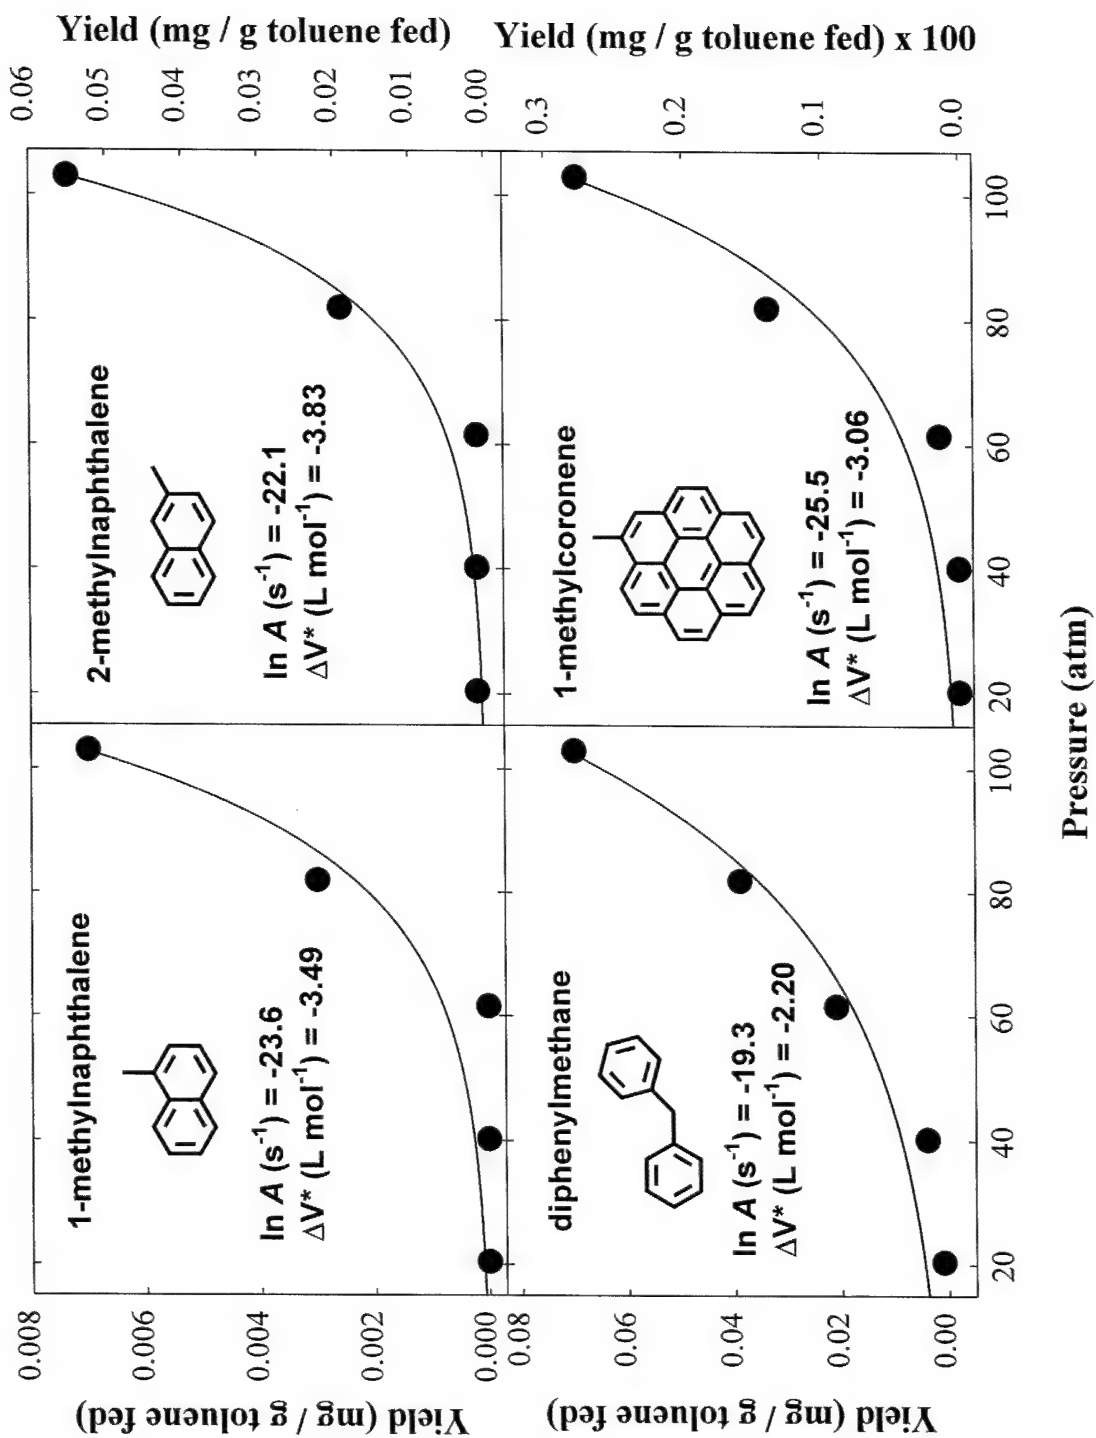 Yield (mg / g toluene fed)
Yield (mg / g toluene fed) x 100
0.008
0.006
0.004
0.002
0.000
1-methylnaphthalene
ln A (s⁻¹) = -23.6
ΔV* (L mol⁻¹) = -3.49
2-methylnaphthalene
ln A (s⁻¹) = -22.1
ΔV* (L mol⁻¹) = -3.83
0.06
0.05
0.04
0.03
0.02
0.01
0.00
Yield (mg / g toluene fed)
0.08
0.06
0.04
0.02
0.00
Yield (mg / g toluene fed)
diphenylmethane
ln A (s⁻¹) = -19.3
ΔV* (L mol⁻¹) = -2.20
1-methylcoronene
ln A (s⁻¹) = -25.5
ΔV* (L mol⁻¹) = -3.06
0.3
0.2
0.1
0.0
20 40 60 80 100
20 40 60 80 100
Pressure (atm)